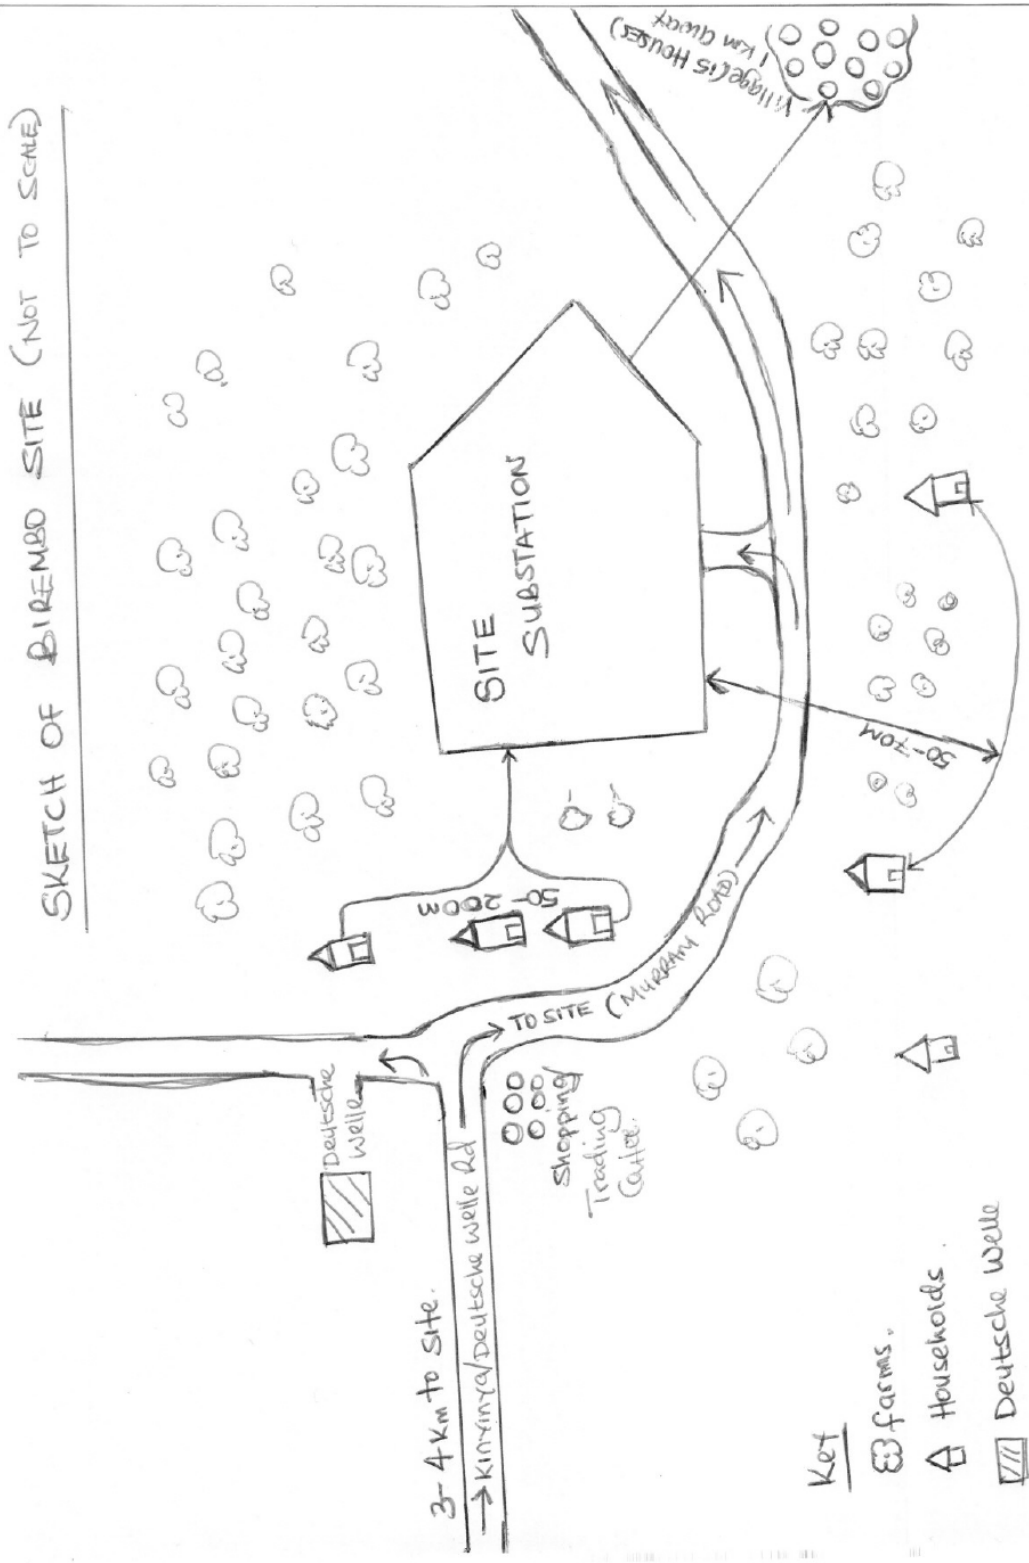 SKETCH OF BIREMBO SITE (NOT TO SCALE)
Village(15 HOUSES)
1 Km away
SITE
SUBSTATION
50-
200m
50-70M
TO SITE (MURRAM ROAD)
Deutsche
Welle
3-4 Km to Site.
Kinyinya/Deutsche Welle Rd
Shopping/
Trading
Key
farms.
Households.
Deutsche Welle